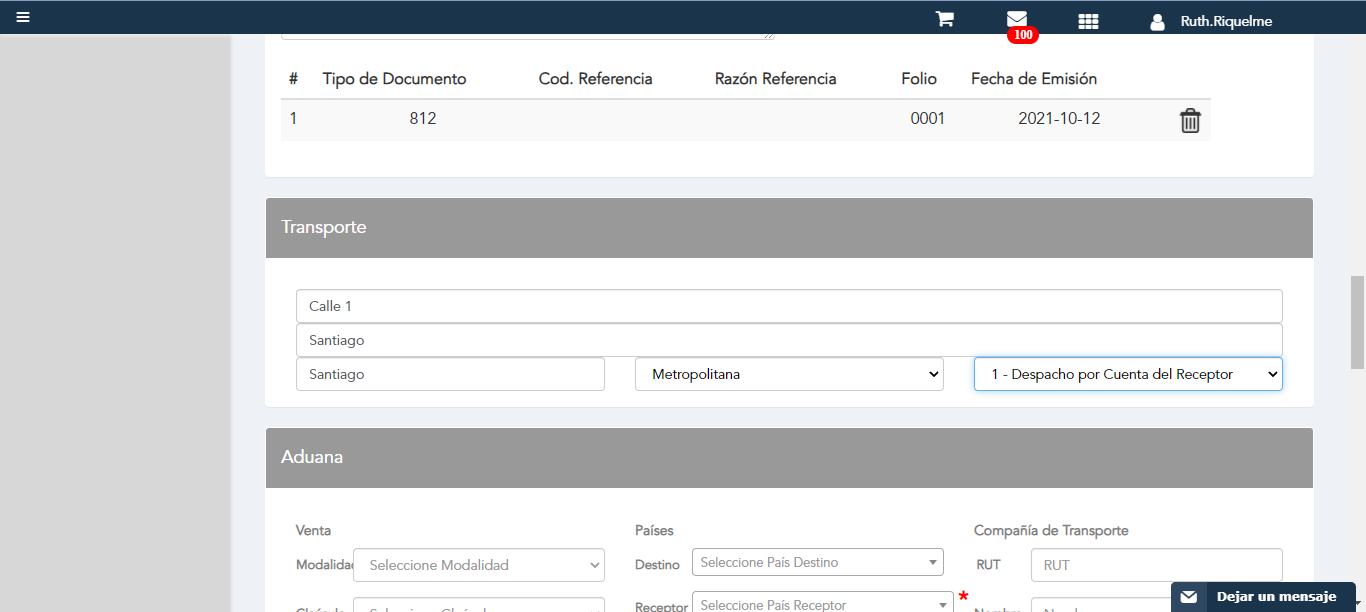 100
Ruth.Riquelme
# Tipo de Documento Cod. Referencia Razón Referencia Folio Fecha de Emisión
1 812 0001 2021-10-12
Transporte
Calle 1
Santiago
Santiago Metropolitana 1 - Despacho por Cuenta del Receptor
Aduana
Venta Países Compañía de Transporte
Modalidad Seleccione Modalidad Destino Seleccione País Destino RUT RUT
Receptor Seleccione País Receptor *
Dejar un mensaje